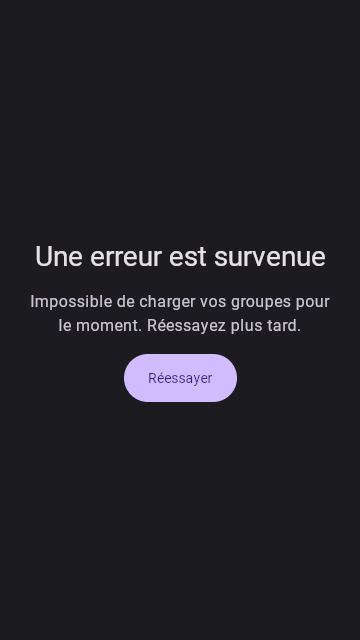 Une erreur est survenue
Impossible de charger vos groupes pour
le moment. Réessayez plus tard.
Réessayer